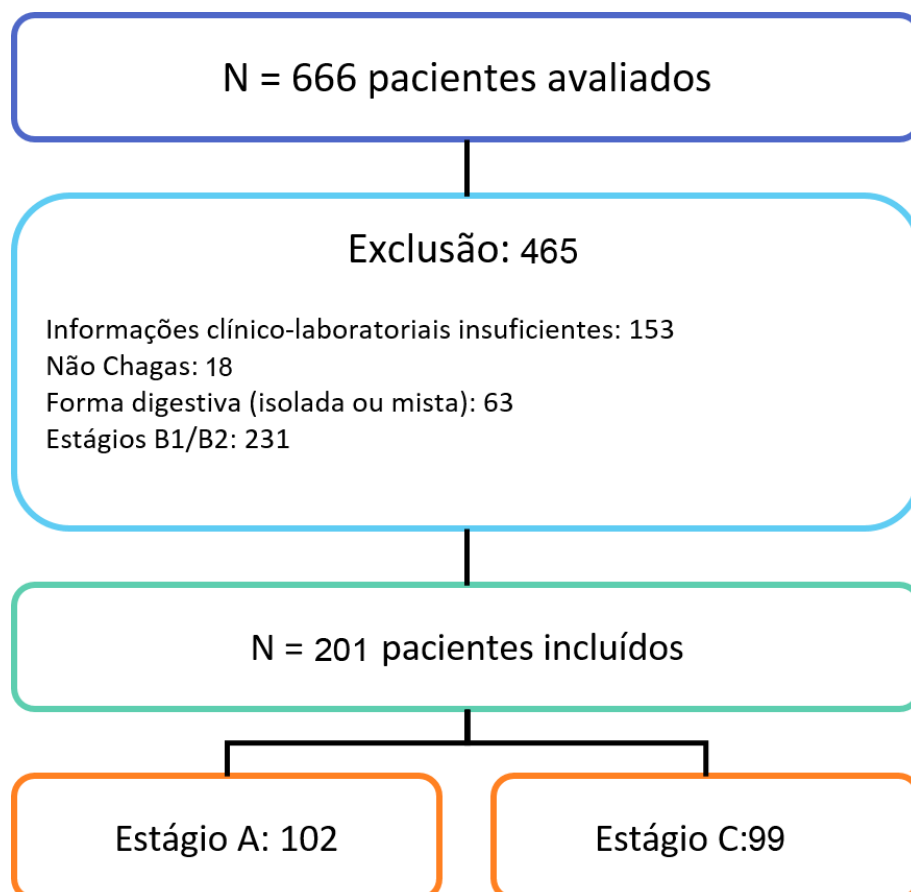 N = 666 pacientes avaliados
Exclusão: 465
Informações clínico-laboratoriais insuficientes: 153
Não Chagas: 18
Forma digestiva (isolada ou mista): 63
Estágios B1/B2: 231
N = 201 pacientes incluídos
Estágio A: 102
Estágio C:99